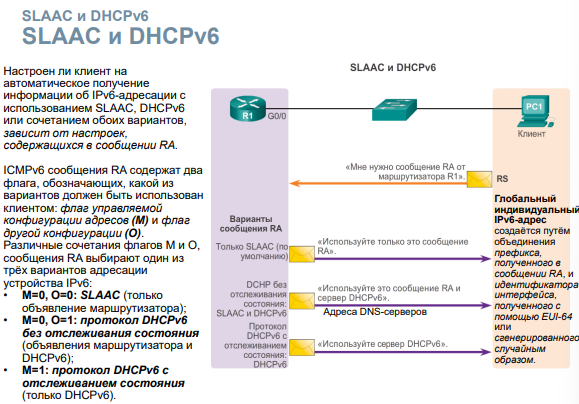 SLAAC и DHCPv6
SLAAC и DHCPv6
Настроен ли клиент на
автоматическое получение
информации об IPv6-адресации с
использованием SLAAC, DHCPv6
или сочетанием обоих вариантов,
зависит от настроек,
содержащихся в сообщении RA.
ICMPv6 сообщения RA содержат два
флага, обозначающих, какой из
вариантов должен быть использован
клиентом: флаг управляемой
конфигурации адресов (M) и флаг
другой конфигурации (O).
Различные сочетания флагов M и O,
сообщения RA выбирают один из
трёх вариантов адресации
устройства IPv6:
• M=0, O=0: SLAAC (только
объявление маршрутизатора);
• M=0, O=1: протокол DHCPv6
без отслеживания состояния
(объявления маршрутизатора и
DHCPv6);
• M=1: протокол DHCPv6 с
отслеживанием состояния
(только DHCPv6).
SLAAC и DHCPv6
R1
G0/0
PC1
Клиент
«Мне нужно сообщение RA от
маршрутизатора R1».
RS
Варианты
сообщения RA
Только SLAAC (по
умолчанию)
«Используйте только это сообщение
RA».
DCHP без
отслеживания
состояния:
SLAAC и DHCPv6
«Используйте это сообщение RA и
сервер DHCPv6».
Адреса DNS-серверов
Протокол
DHCPv6 с
отслеживанием
состояния:
DHCPv6
«Используйте сервер DHCPv6».
Глобальный
индивидуальный
IPv6-адрес
создаётся путём
объединения
префикса,
полученного в
сообщении RA, и
идентификатора
интерфейса,
полученного с
помощью EUI-64
или
сгенерированного
случайным
образом.